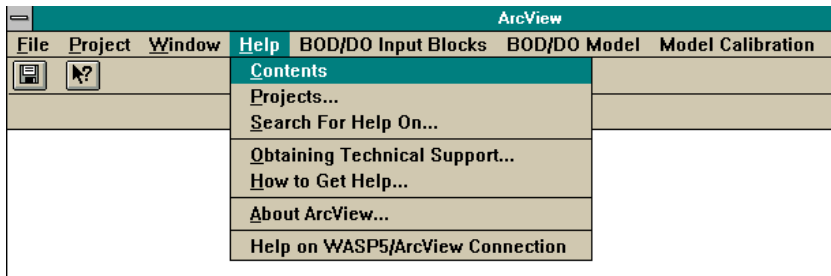 ArcView
File Project Window Help BOD/DO Input Blocks BOD/DO Model Model Calibration
Contents
Projects...
Search For Help On...
Obtaining Technical Support...
How to Get Help...
About ArcView...
Help on WASP5/ArcView Connection